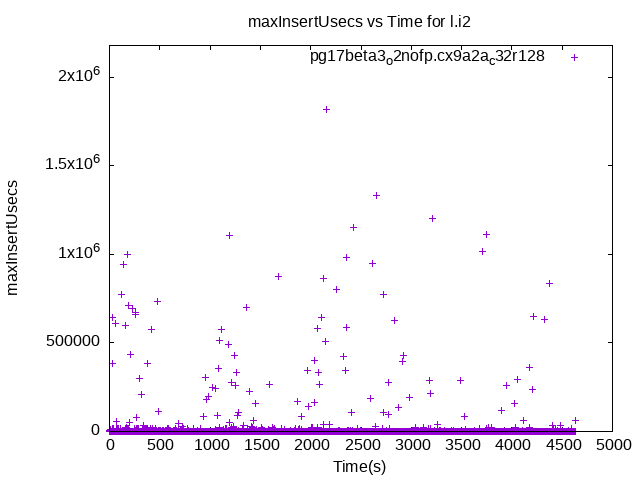 maxInsertUsecs vs Time for l.i2
pg17beta3_o2nofp.cx9a2a_c32r128
2x10^6
1.5x10^6
1x10^6
500000
0
maxInsertUsecs
0 500 1000 1500 2000 2500 3000 3500 4000 4500 5000
Time(s)